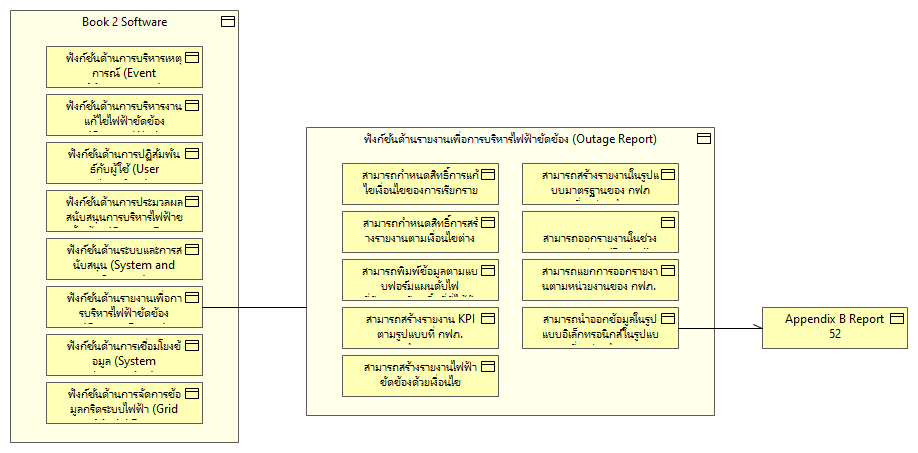 Book 2 Software
ฟังก์ชันด้านการบริหารเหตุ
การณ์ (Event
ฟังก์ชันด้านการบริหารงาน
แก้ไขไฟฟ้าขัดข้อง
ฟังก์ชันด้านการปฏิสัมพัน
ธ์กับผู้ใช้ (User
ฟังก์ชันด้านการประมวลผล
สนับสนุนการบริหารไฟฟ้าข
ฟังก์ชันด้านระบบและการส
นับสนุน (System and
ฟังก์ชันด้านรายงานเพื่อกา
รบริหารไฟฟ้าขัดข้อง
ฟังก์ชันด้านการเชื่อมโยงข้
อมูล (System
ฟังก์ชันด้านการจัดการข้อ
มูลกริดระบบไฟฟ้า (Grid
ฟังก์ชันด้านรายงานเพื่อการบริหารไฟฟ้าขัดข้อง (Outage Report)
สามารถกำหนดสิทธิ์การแก้
ไขเงื่อนไขของการเรียกราย
สามารถกำหนดสิทธิ์การสร้
างรายงานตามเงื่อนไขต่าง
สามารถพิมพ์ข้อมูลตามแบ
บฟอร์มแผนดับไฟ
สามารถสร้างรายงาน KPI
ตามรูปแบบที่ กฟภ.
สามารถสร้างรายงานไฟฟ้า
ขัดข้องด้วยเงื่อนไข
สามารถสร้างรายงานในรูปแ
บบมาตรฐานของ กฟภ
สามารถออกรายงานในช่วง
สามารถแยกการออกรายงา
นตามหน่วยงานของ กฟภ.
สามารถนำออกข้อมูลในรูป
แบบอิเล็กทรอนิกส์ในรูปแบ
Appendix B Report
52